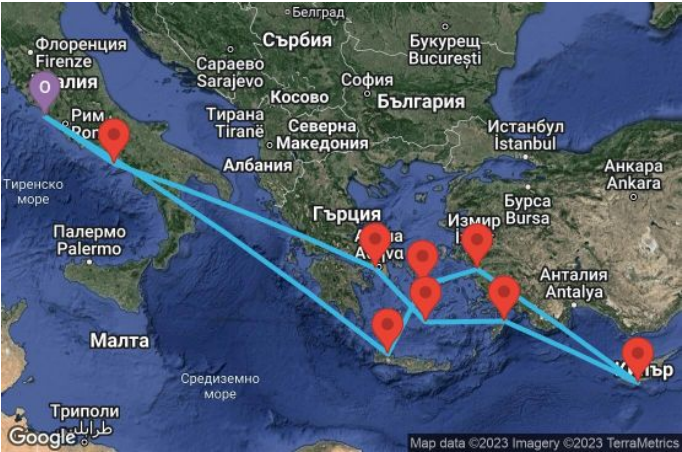 Белград
Флоренция
Firenze
Сърбия
Букурещ
București
Сараево
Sarajevo
София
О
Косово
България
Рим
Тирана
Tiranë
Северна
Македония
Истанбул
İstanbul
Албания
Анкара
Ankara
Тиренско
море
Бурса
Bursa
Гърция
Измир
Палермо
Palermo
Анталия
Antalya
Малта
Средиземно
море
Триполи
طرابلس
Google
Map data ©2023 Imagery ©2023 TerraMetrics